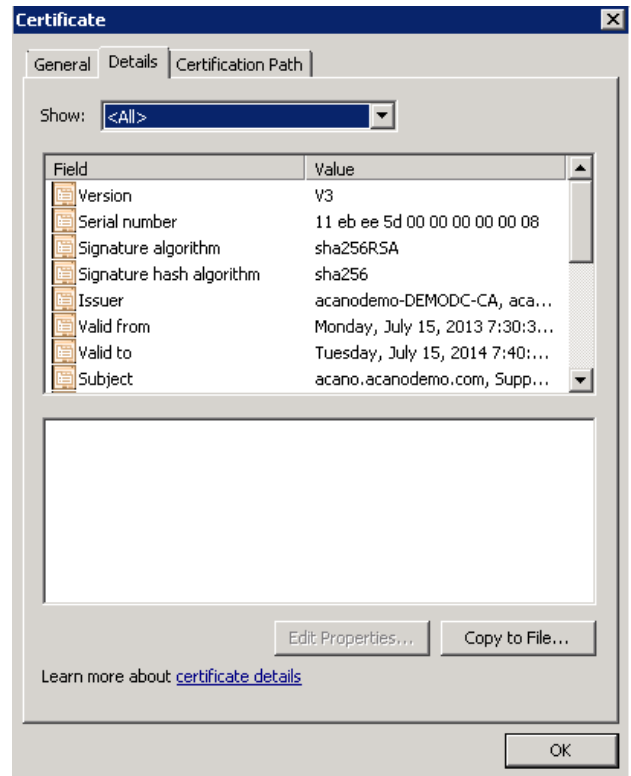 Certificate
General Details Certification Path
Show: <All>
Field Value
Version V3
Serial number 11 eb ee 5d 00 00 00 00 00 08
Signature algorithm sha256RSA
Signature hash algorithm sha256
Issuer acanodemo-DEMODC-CA, aca...
Valid from Monday, July 15, 2013 7:30:3...
Valid to Tuesday, July 15, 2014 7:40:...
Subject acano.acanodemo.com, Supp...
Edit Properties... Copy to File...
Learn more about certificate details
OK